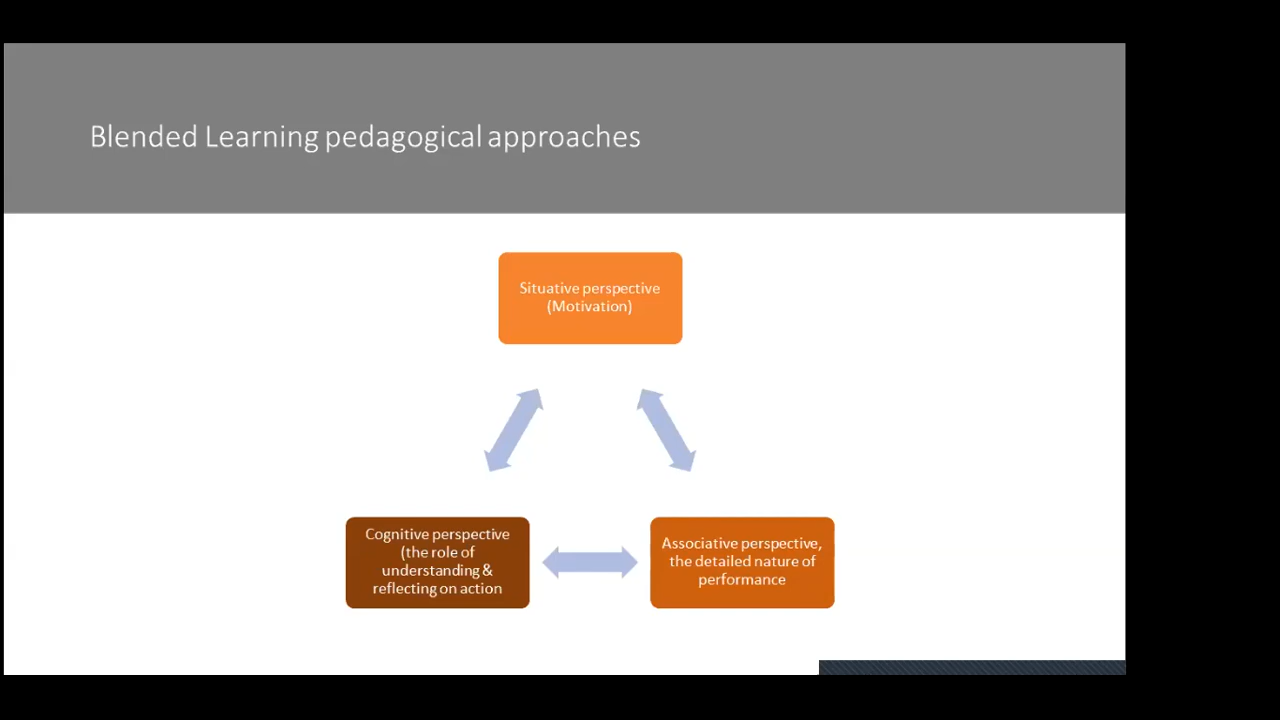 Blended Learning pedagogical approaches
Situative perspective
(Motivation)
Cognitive perspective
(the role of
understanding &
reflecting on action
Associative perspective,
the detailed nature of
performance